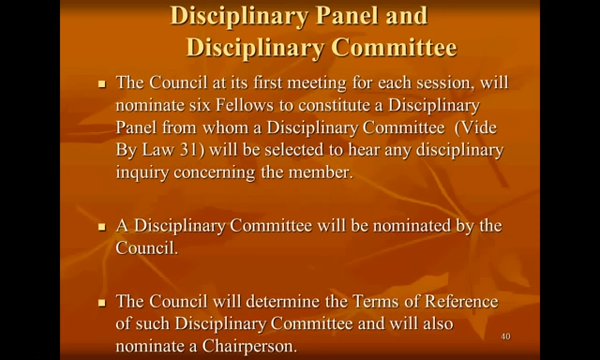 Disciplinary Panel and
Disciplinary Committee
The Council at its first meeting for each session, will
nominate six Fellows to constitute a Disciplinary
Panel from whom a Disciplinary Committee (Vide
By Law 31) will be selected to hear any disciplinary
inquiry concerning the member.
A Disciplinary Committee will be nominated by the
Council.
The Council will determine the Terms of Reference
of such Disciplinary Committee and will also
nominate a Chairperson.
40